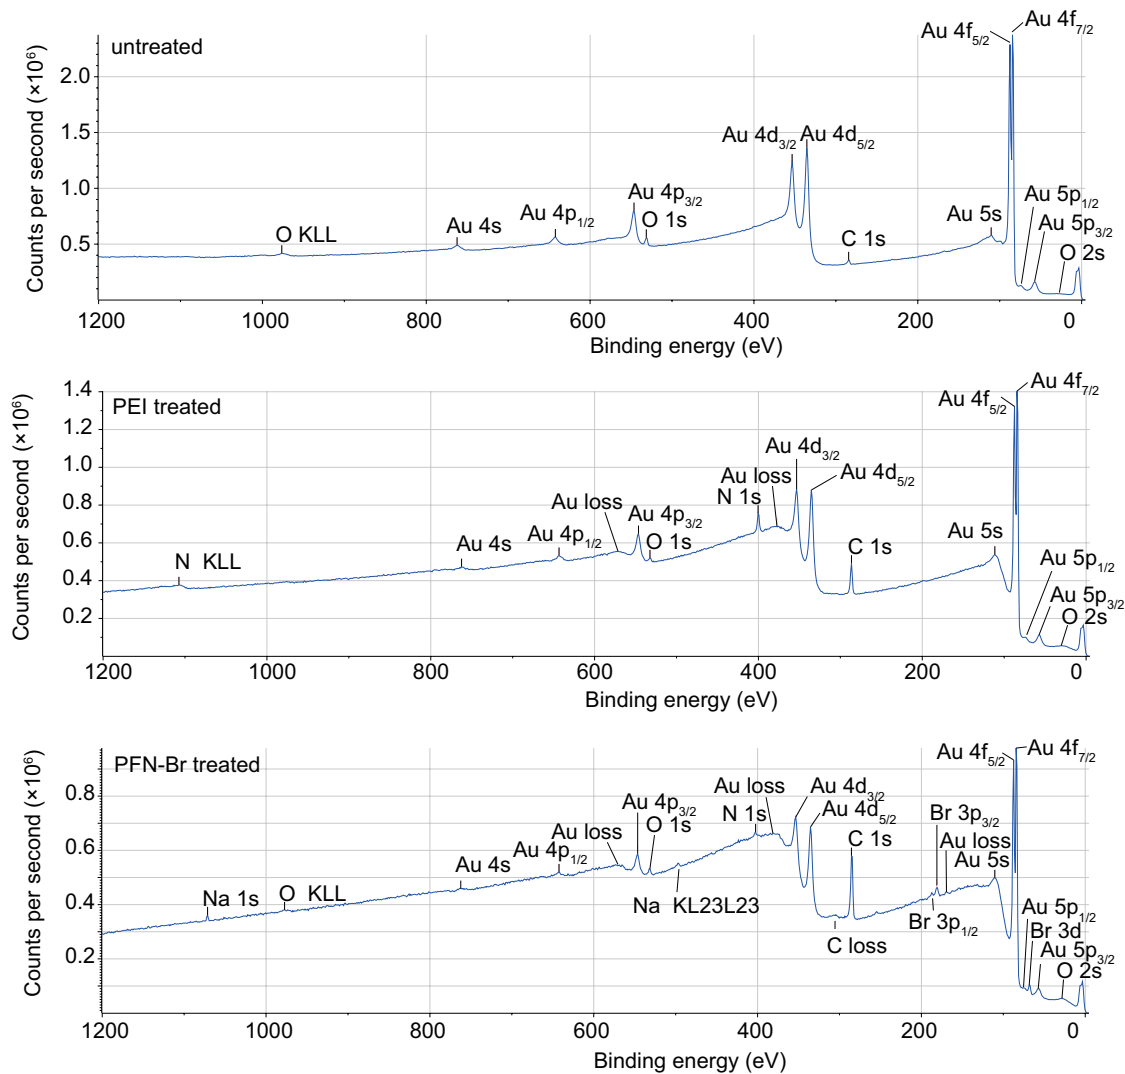 untreated
Counts per second (×10⁶)
2.0
1.5
1.0
0.5
O KLL
Au 4s
Au 4p1/2
Au 4p3/2
O 1s
Au 4d3/2
Au 4d5/2
C 1s
Au 5s
Au 4f5/2
Au 4f7/2
Au 5p1/2
Au 5p3/2
O 2s
1200
1000
800
600
400
200
0
Binding energy (eV)
PEI treated
Counts per second (×10⁶)
1.4
1.2
1.0
0.8
0.6
0.4
0.2
N KLL
Au 4s
Au 4p1/2
Au loss
Au 4p3/2
O 1s
N 1s
Au loss
Au 4d3/2
Au 4d5/2
C 1s
Au 5s
Au 4f5/2
Au 4f7/2
Au 5p1/2
Au 5p3/2
O 2s
1200
1000
800
600
400
200
0
Binding energy (eV)
PFN-Br treated
Counts per second (×10⁶)
0.8
0.6
0.4
0.2
Na 1s
O KLL
Au 4s
Au 4p1/2
Au loss
Au 4p3/2
O 1s
Na KL23L23
N 1s
Au loss
Au 4d3/2
Au 4d5/2
C loss
C 1s
Br 3p1/2
Br 3p3/2
Au loss
Au 5s
Au 4f5/2
Au 4f7/2
Au 5p1/2
Br 3d
Au 5p3/2
O 2s
1200
1000
800
600
400
200
0
Binding energy (eV)